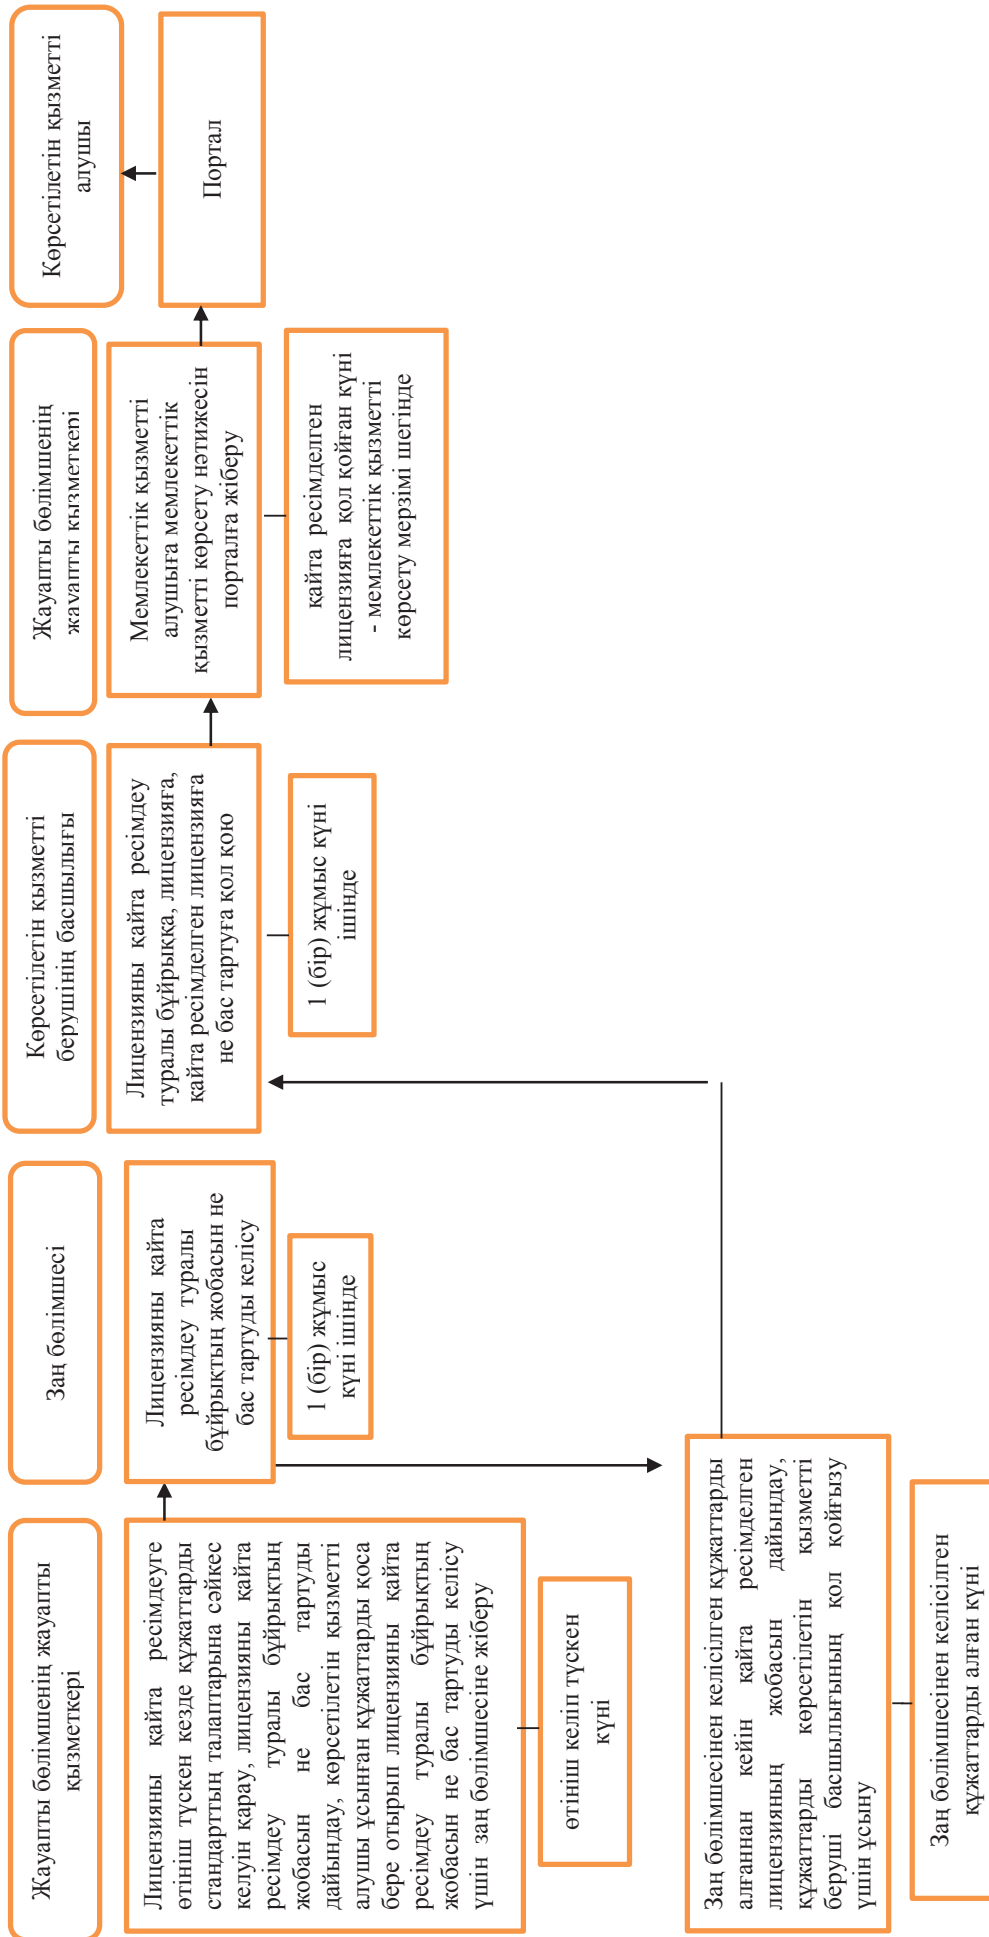 Жауапты бөлімшенің жауапты
қызметкері
Заң бөлімшесі
Көрсетілетін қызметті
берушінің басшылығы
Жауапты бөлімшенің
жауапты қызметкері
Көрсетілетін қызметті
алушы
Лицензияны қайта ресімдеуге
өтініш түскен кезде құжаттарды
стандарттың талаптарына сәйкес
келуін қарау, лицензияны қайта
ресімдеу туралы бұйрықтың
жобасын не бас тартуды
дайындау, көрсетілетін қызметті
алушы ұсынған құжаттарды қоса
бере отырып лицензияны қайта
ресімдеу туралы бұйрықтың
жобасын не бас тартуды келісу
үшін заң бөлімшесіне жіберу
Лицензияны қайта
ресімдеу туралы
бұйрықтың жобасын не
бас тартуды келісу
Лицензияны қайта ресімдеу
туралы бұйрыққа, лицензияға,
қайта ресімделген лицензияға
не бас тартуға қол қою
Мемлекеттік қызметті
алушыға мемлекеттік
қызметті көрсету нәтижесін
порталға жіберу
Портал
өтініш келіп түскен
күні
1 (бір) жұмыс
күні ішінде
1 (бір) жұмыс күні
ішінде
қайта ресімделген
лицензияға қол қойған күні
- мемлекеттік қызметті
көрсету мерзімі шегінде
Заң бөлімшесінен келісілген құжаттарды
алғаннан кейін қайта ресімделген
лицензияның жобасын дайындау,
құжаттарды көрсетілетін қызметті
беруші басшылығының қол қойғызу
үшін ұсыну
Заң бөлімшесінен келісілген
құжаттарды алған күні